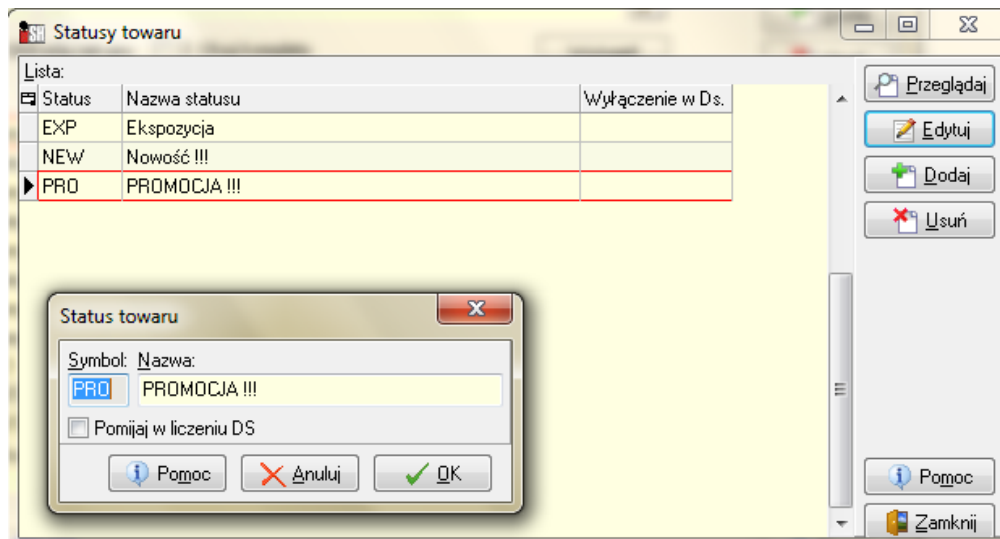 Statusy towaru
Lista:
Status Nazwa statusu Wyłączenie w Ds.
EXP Ekspozycja
NEW Nowość !!!
PRO PROMOCJA !!!
Przeglądaj
Edytuj
Dodaj
Usuń
Status towaru
Symbol: Nazwa:
PRO PROMOCJA !!!
Pomijaj w liczeniu DS
Pomoc Anuluj OK
Pomoc
Zamknij